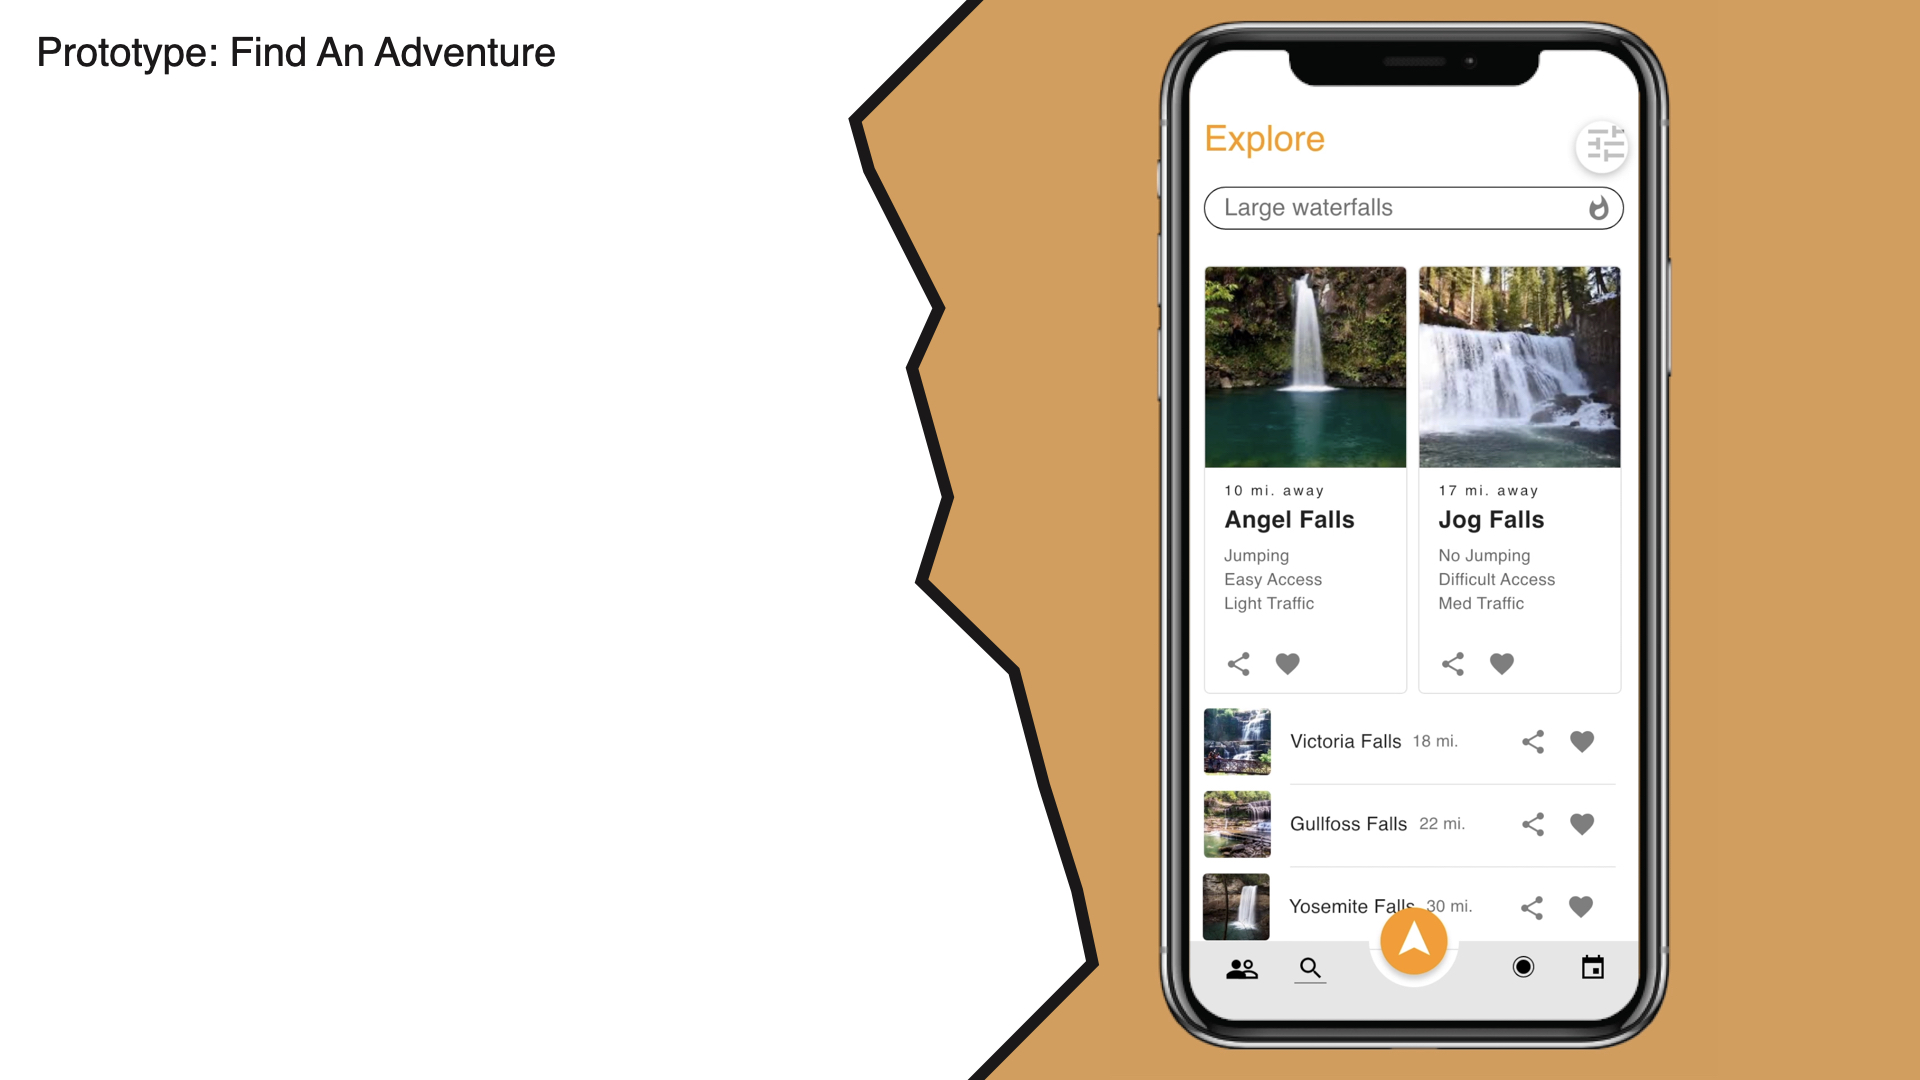 Prototype: Find An Adventure
Explore
Large waterfalls
10 mi. away
Angel Falls
Jumping
Easy Access
Light Traffic
17 mi. away
Jog Falls
No Jumping
Difficult Access
Med Traffic
Victoria Falls 18 mi.
Gullfoss Falls 22 mi.
Yosemite Falls 30 mi.